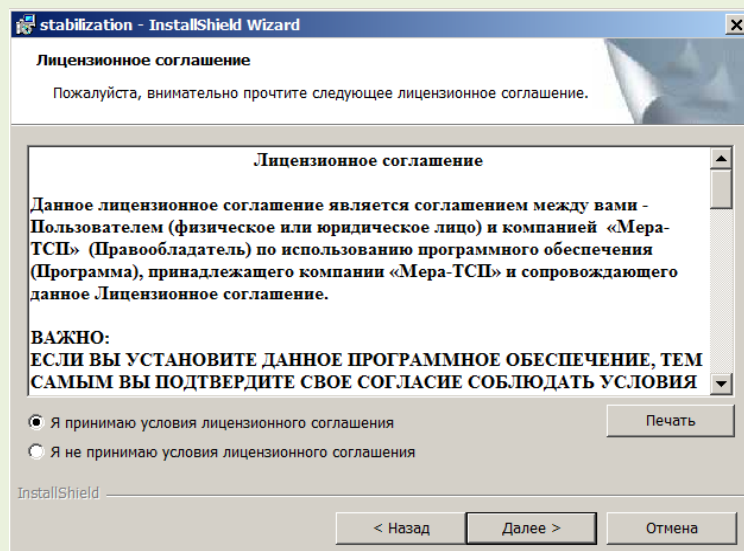 stabilization - InstallShield Wizard
Лицензионное соглашение
Пожалуйста, внимательно прочтите следующее лицензионное соглашение.
Лицензионное соглашение
Данное лицензионное соглашение является соглашением между вами -
Пользователем (физическое или юридическое лицо) и компанией «Мера-
ТСП» (Правообладатель) по использованию программного обеспечения
(Программа), принадлежащего компании «Мера-ТСП» и сопровождающего
данное Лицензионное соглашение.
ВАЖНО:
ЕСЛИ ВЫ УСТАНОВИТЕ ДАННОЕ ПРОГРАММНОЕ ОБЕСПЕЧЕНИЕ, ТЕМ
САМЫМ ВЫ ПОДТВЕРДИТЕ СВОЕ СОГЛАСИЕ СОБЛЮДАТЬ УСЛОВИЯ
Я принимаю условия лицензионного соглашения
Печать
Я не принимаю условия лицензионного соглашения
InstallShield
< Назад
Далее >
Отмена